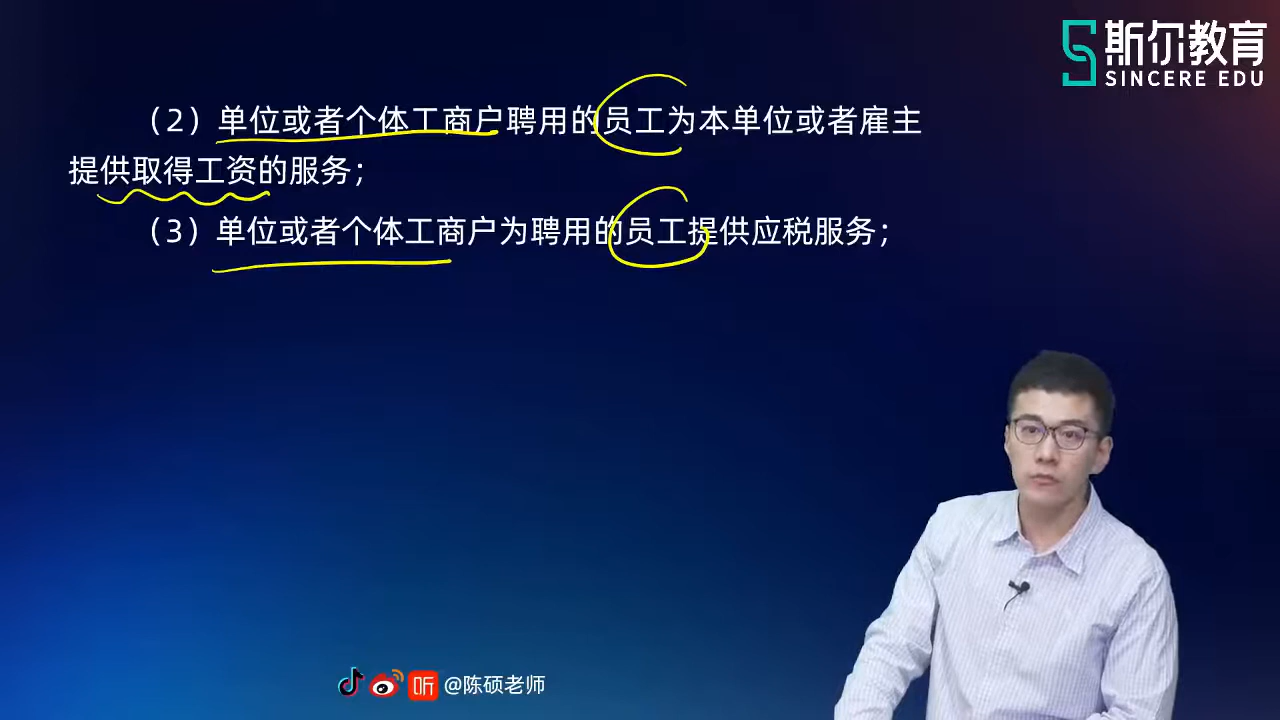 斯尔教育
SINCERE EDU
（2）单位或者个体工商户聘用的员工为本单位或者雇主
提供取得工资的服务；
（3）单位或者个体工商户为聘用的员工提供应税服务；
听 @陈硕老师